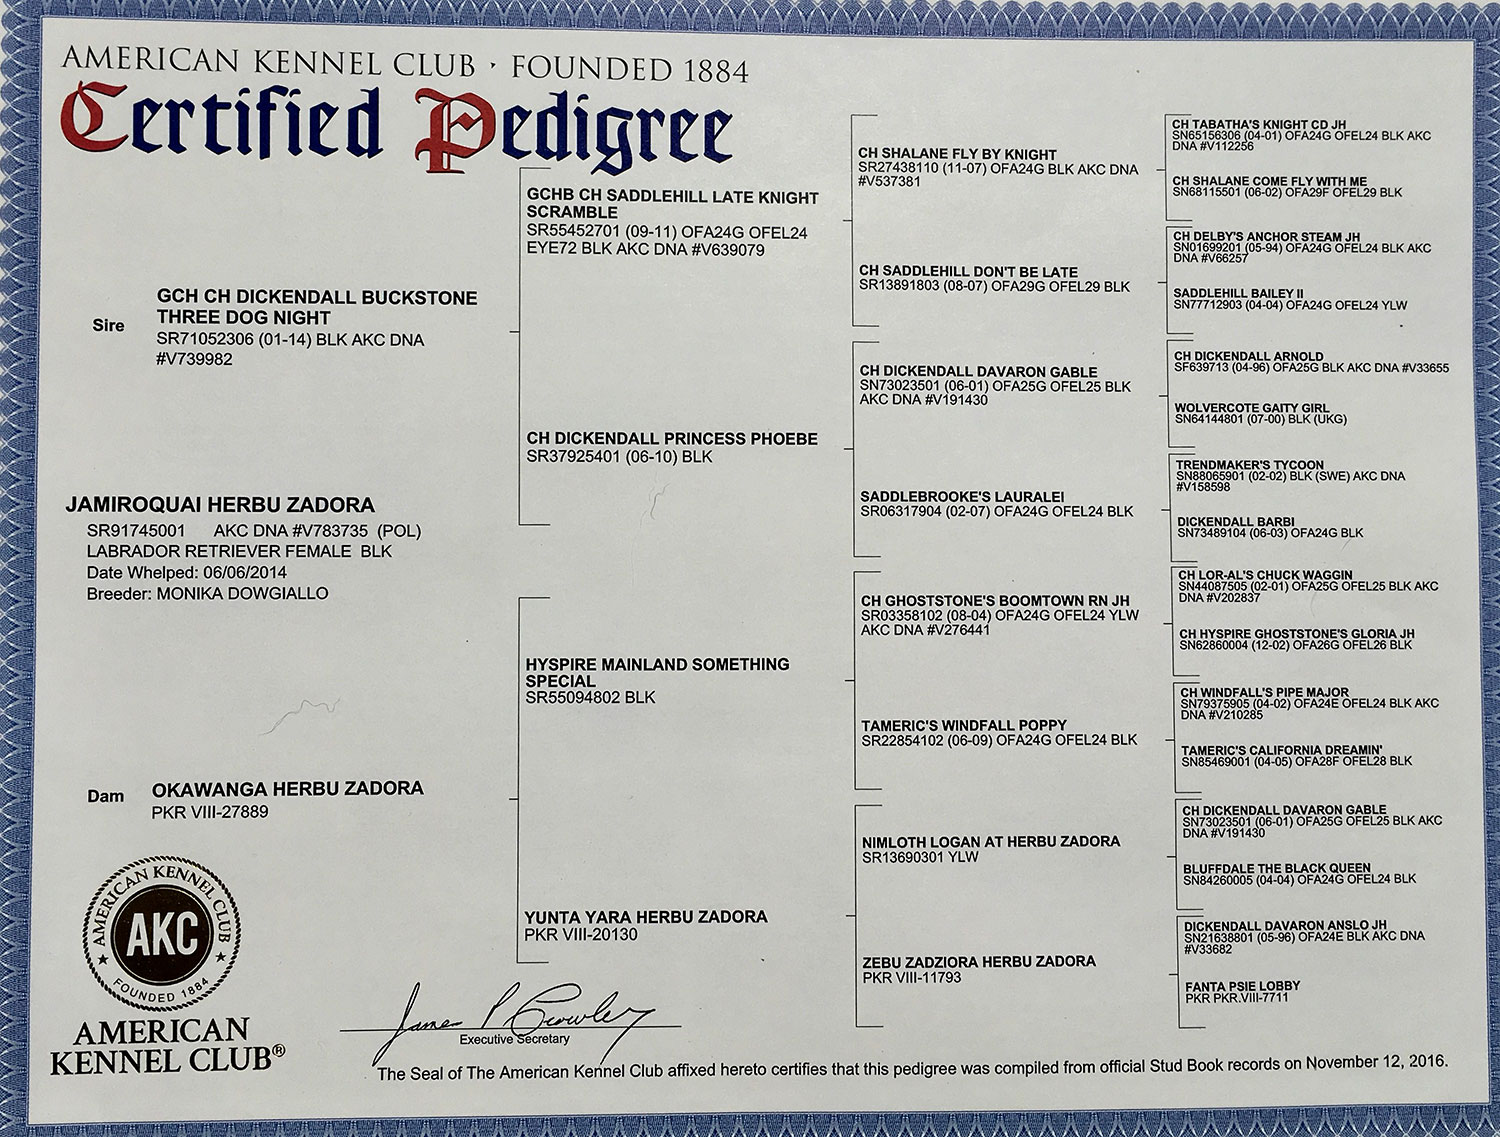 AMERICAN KENNEL CLUB • FOUNDED 1884
Certified Pedigree
Sire
GCH CH DICKENDALL BUCKSTONE
THREE DOG NIGHT
SR71052306 (01-14) BLK AKC DNA
#V739982
JAMIROQUAI HERBU ZADORA
SR91745001 AKC DNA #V783735 (POL)
LABRADOR RETRIEVER FEMALE BLK
Date Whelped: 06/06/2014
Breeder: MONIKA DOWGIALLO
Dam
OKAWANGA HERBU ZADORA
PKR VIII-27889
GCHB CH SADDLEHILL LATE KNIGHT
SCRAMBLE
SR55452701 (09-11) OFA24G OFEL24
EYE72 BLK AKC DNA #V639079
CH DICKENDALL PRINCESS PHOEBE
SR37925401 (06-10) BLK
HYSPIRE MAINLAND SOMETHING
SPECIAL
SR55094802 BLK
YUNTA YARA HERBU ZADORA
PKR VIII-20130
CH SHALANE FLY BY KNIGHT
SR27438110 (11-07) OFA24G BLK AKC DNA
#V537381
CH SADDLEHILL DON'T BE LATE
SR13891803 (08-07) OFA29G OFEL29 BLK
CH DICKENDALL DAVARON GABLE
SN73023501 (06-01) OFA25G OFEL25 BLK
AKC DNA #V191430
SADDLEBROOKE'S LAURALEI
SR06317904 (02-07) OFA24G OFEL24 BLK
CH GHOSTSTONE'S BOOMTOWN RN JH
SR03358102 (08-04) OFA24G OFEL24 YLW
AKC DNA #V276441
TAMERIC'S WINDFALL POPPY
SR22854102 (06-09) OFA24G OFEL24 BLK
NIMLOTH LOGAN AT HERBU ZADORA
SR13690301 YLW
ZEBU ZADZIORA HERBU ZADORA
PKR VIII-11793
CH TABATHA'S KNIGHT CD JH
SN65156306 (04-01) OFA24G OFEL24 BLK AKC
DNA #V112256
CH SHALANE COME FLY WITH ME
SN68115501 (06-02) OFA29F OFEL29 BLK
CH DELBY'S ANCHOR STEAM JH
SN01699201 (05-94) OFA24G OFEL24 BLK AKC
DNA #V66257
SADDLEHILL BAILEY II
SN77712903 (04-04) OFA24G OFEL24 YLW
CH DICKENDALL ARNOLD
SF639713 (04-96) OFA25G BLK AKC DNA #V33655
WOLVERCOTE GAITY GIRL
SN64144801 (07-00) BLK (UKG)
TRENDMAKER'S TYCOON
SN88065901 (02-02) BLK (SWE) AKC DNA
#V158598
DICKENDALL BARBI
SN73489104 (06-03) OFA24G BLK
CH LOR-AL'S CHUCK WAGGIN
SN44087505 (02-01) OFA25G OFEL25 BLK AKC
DNA #V202837
CH HYSPIRE GHOSTSTONE'S GLORIA JH
SN62860004 (12-02) OFA26G OFEL26 BLK
CH WINDFALL'S PIPE MAJOR
SN79375905 (04-02) OFA24E OFEL24 BLK AKC
DNA #V210285
TAMERIC'S CALIFORNIA DREAMIN'
SN85469001 (04-05) OFA28F OFEL28 BLK
CH DICKENDALL DAVARON GABLE
SN73023501 (06-01) OFA25G OFEL25 BLK AKC
DNA #V191430
BLUFFDALE THE BLACK QUEEN
SN84260005 (04-04) OFA24G OFEL24 BLK
DICKENDALL DAVARON ANSLO JH
SN21638801 (05-96) OFA24E BLK AKC DNA
#V33682
FANTA PSIE LOBBY
PKR PKR.VIII-7711
AMERICAN KENNEL CLUB
AKC
FOUNDED 1884
AMERICAN
KENNEL CLUB®
James P Crowley
Executive Secretary
The Seal of The American Kennel Club affixed hereto certifies that this pedigree was compiled from official Stud Book records on November 12, 2016.